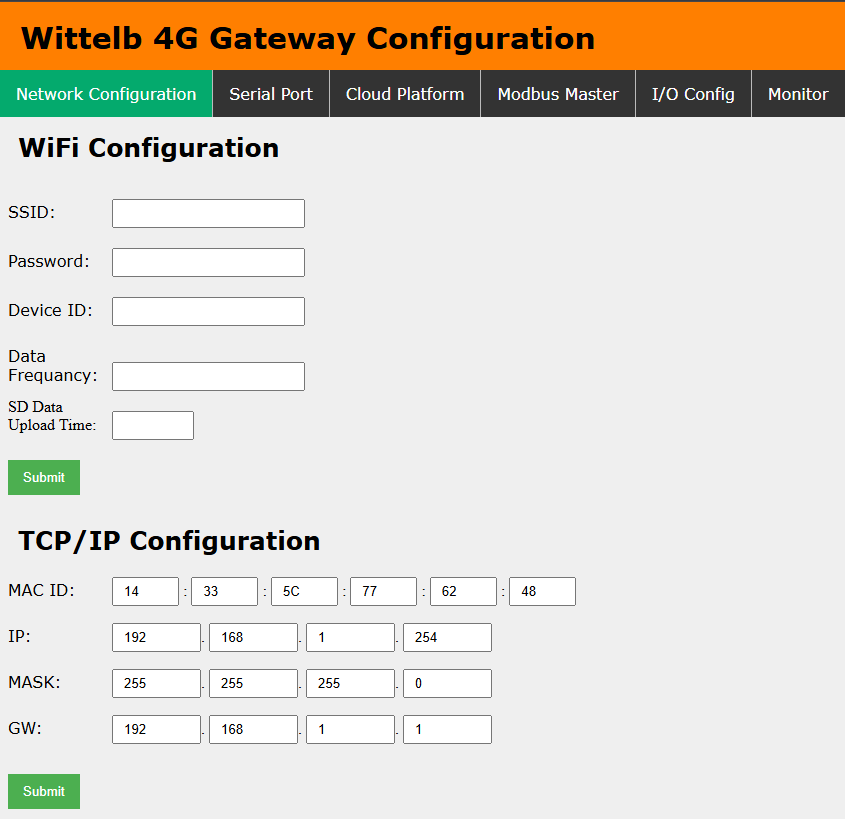 Wittelb 4G Gateway Configuration
Network Configuration Serial Port Cloud Platform Modbus Master I/O Config Monitor
WiFi Configuration
SSID:
Password:
Device ID:
Data
Frequancy:
SD Data
Upload Time:
Submit
TCP/IP Configuration
MAC ID: 14 : 33 : 5C : 77 : 62 : 48
IP: 192 . 168 . 1 . 254
MASK: 255 . 255 . 255 . 0
GW: 192 . 168 . 1 . 1
Submit